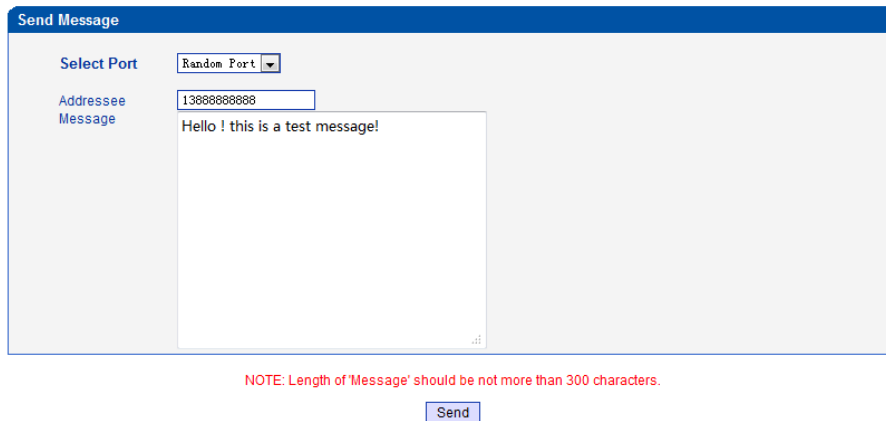 Send Message
Select Port Random Port
Addressee 13888888888
Message Hello ! this is a test message!
NOTE: Length of 'Message' should be not more than 300 characters.
Send